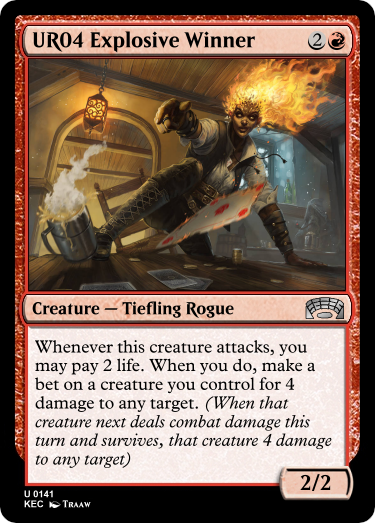 UR04 Explosive Winner 2
Creature — Tiefling Rogue
Whenever this creature attacks, you
may pay 2 life. When you do, make a
bet on a creature you control for 4
damage to any target. (When that
creature next deals combat damage this
turn and survives, that creature 4 damage
to any target)
2/2
U 0141
KEC Traaw